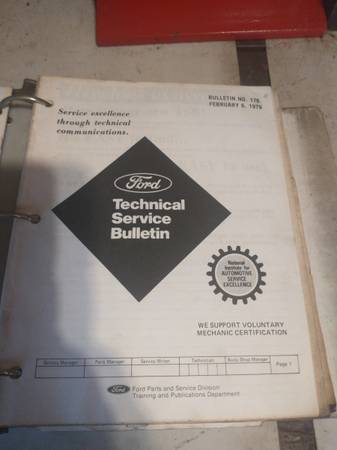 BULLETIN NO. 178
FEBRUARY 6, 1979
Service excellence
through technical
communications.
Ford
Technical
Service
Bulletin
National
Institute for
AUTOMOTIVE
SERVICE
EXCELLENCE
WE SUPPORT VOLUNTARY
MECHANIC CERTIFICATION
Service Manager
Parts Manager
Service Writer
Technician
Body Shop Manager
Page 1
Ford
Ford Parts and Service Division
Training and Publications Department